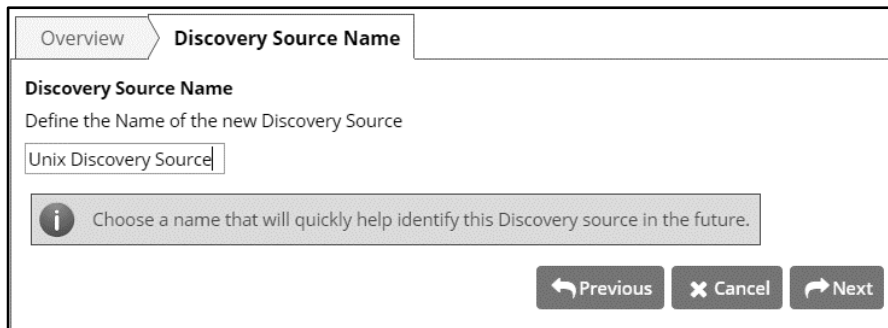 Overview
Discovery Source Name
Discovery Source Name
Define the Name of the new Discovery Source
Unix Discovery Source
Choose a name that will quickly help identify this Discovery source in the future.
Previous
Cancel
Next